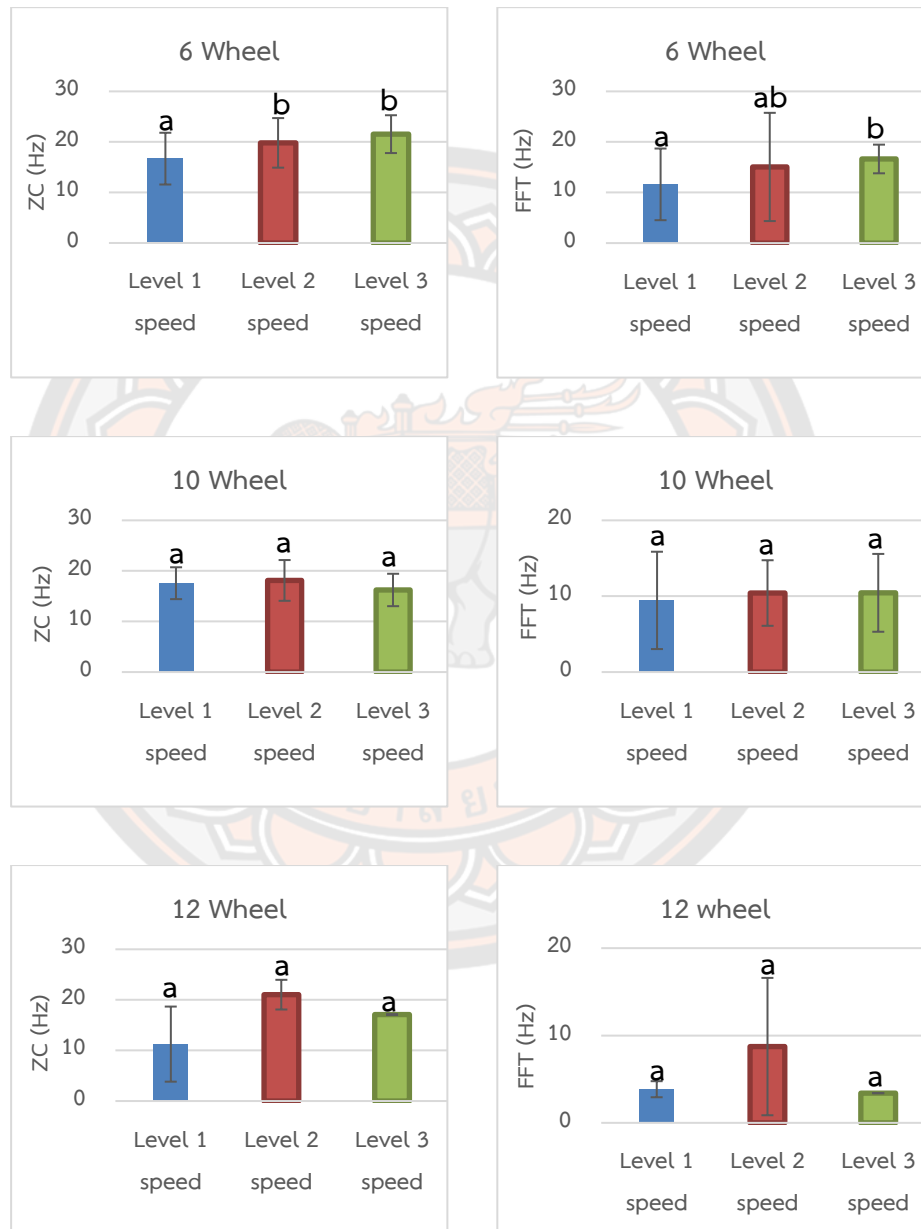 6 Wheel
30
20
10
0
ZC (Hz)
a
b
b
Level 1 speed
Level 2 speed
Level 3 speed
6 Wheel
30
20
10
0
FFT (Hz)
a
ab
b
Level 1 speed
Level 2 speed
Level 3 speed
10 Wheel
30
20
10
0
ZC (Hz)
a
a
a
Level 1 speed
Level 2 speed
Level 3 speed
10 Wheel
20
10
0
FFT (Hz)
a
a
a
Level 1 speed
Level 2 speed
Level 3 speed
12 Wheel
30
20
10
0
ZC (Hz)
a
a
a
Level 1 speed
Level 2 speed
Level 3 speed
12 wheel
20
10
0
FFT (Hz)
a
a
a
Level 1 speed
Level 2 speed
Level 3 speed